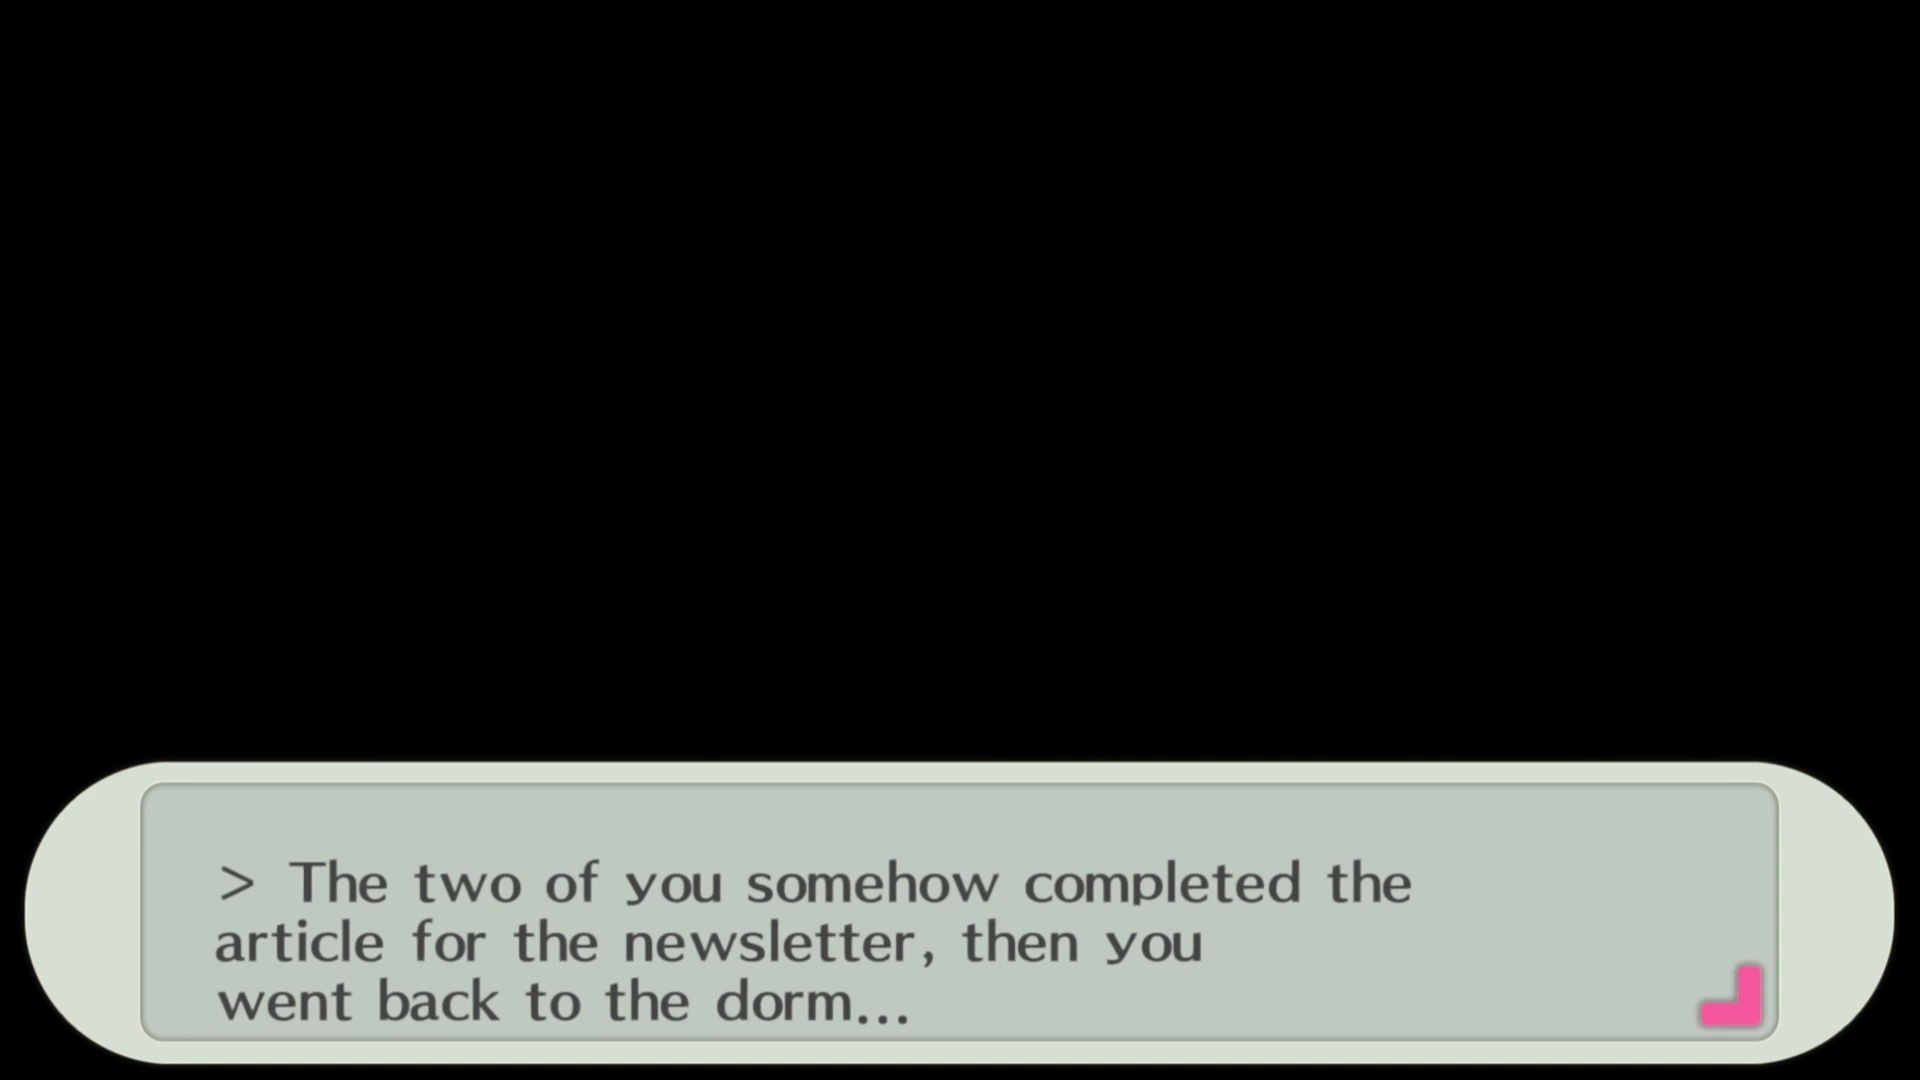 > The two of you somehow completed the
article for the newsletter, then you
went back to the dorm...